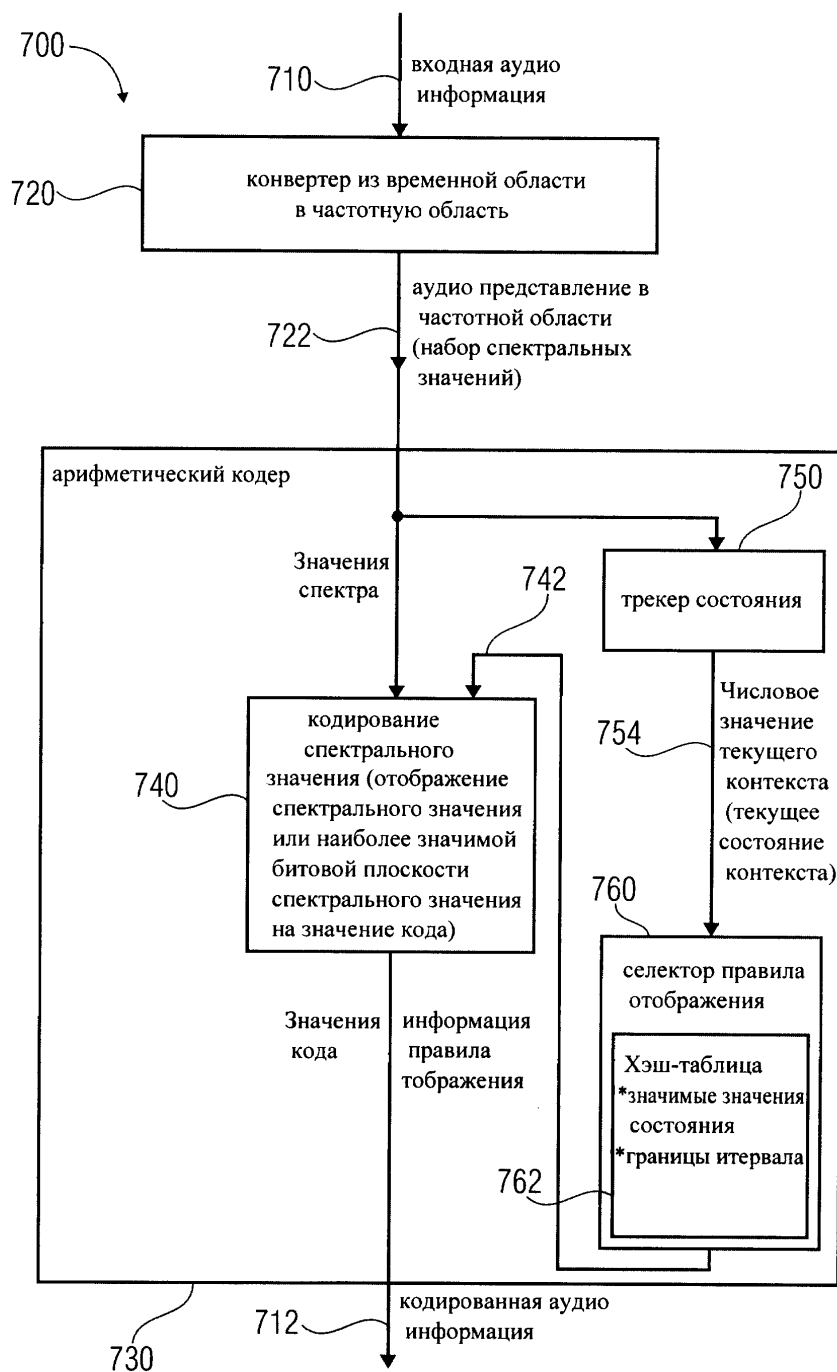 700
710
входная аудио
информация
720
конвертер из временной области
в частотную область
722
аудио представление в
частотной области
(набор спектральных
значений)
арифметический кодер
750
Значения
спектра
742
трекер состояния
740
кодирование
спектрального
значения (отображение
спектрального значения
или наиболее значимой
битовой плоскости
спектрального значения
на значение кода)
754
Числовое
значение
текущего
контекста
(текущее
состояние
контекста)
760
селектор правила
отображения
Значения
кода
информация
правила
тображения
Хэш-таблица
*значимые значения
состояния
*границы итервала
762
730
712
кодированная аудио
информация